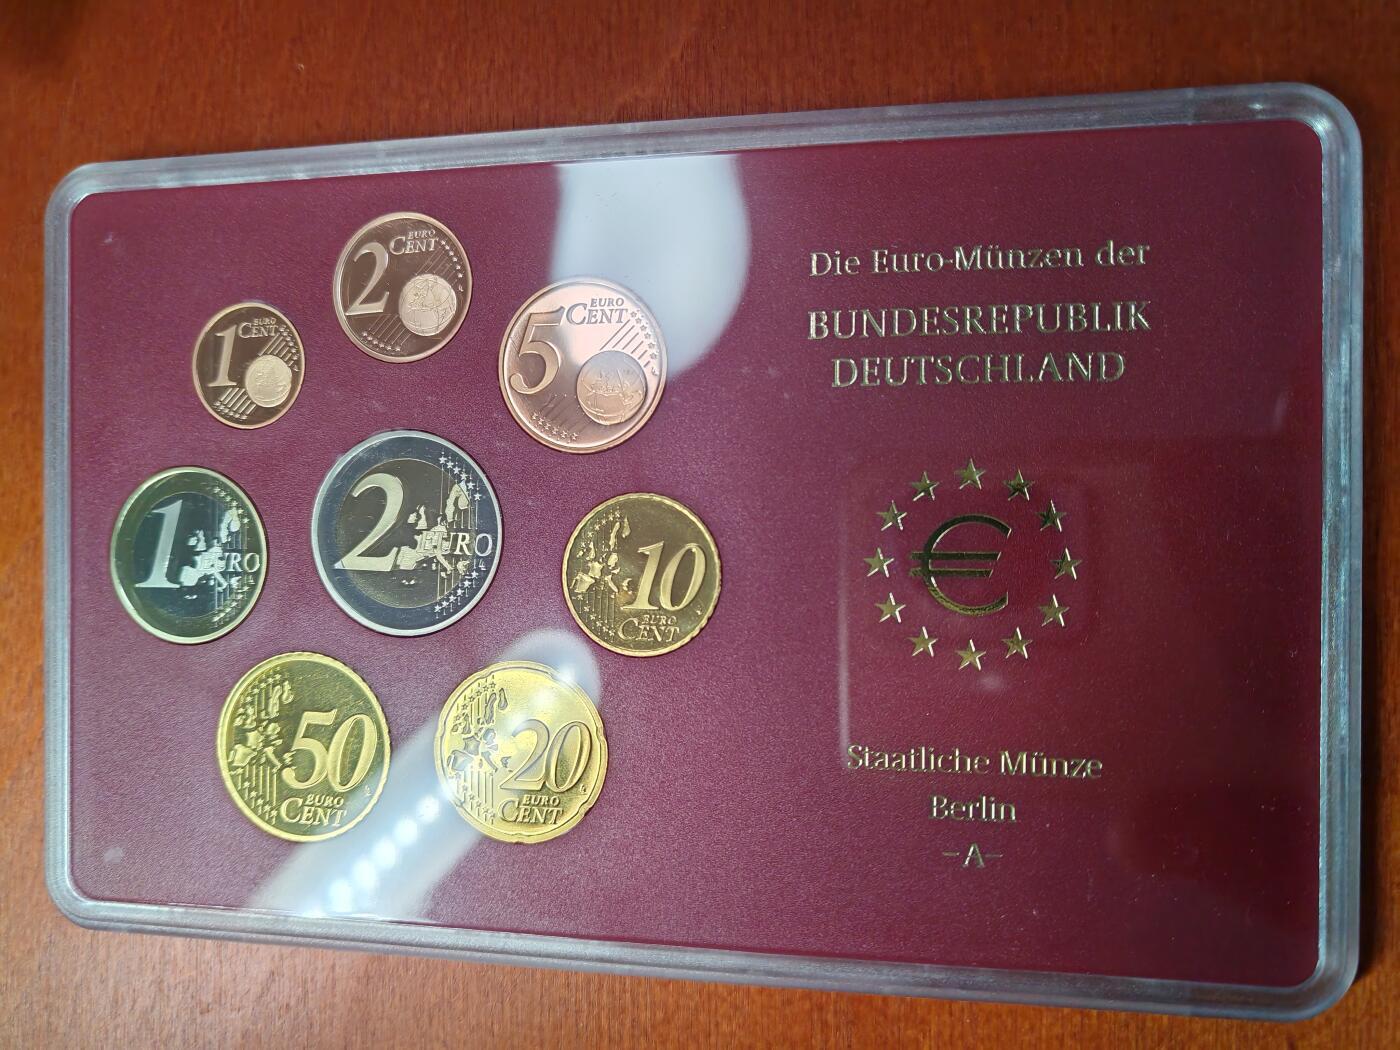 2 EURO
CENT
1 EURO
CENT
5 EURO
CENT
1 EURO
2 EURO
10
EURO
CENT
50
EURO
CENT
20
EURO
CENT
Die Euro-Münzen der
BUNDESREPUBLIK
DEUTSCHLAND
€
Staatliche Münze
Berlin
–A–